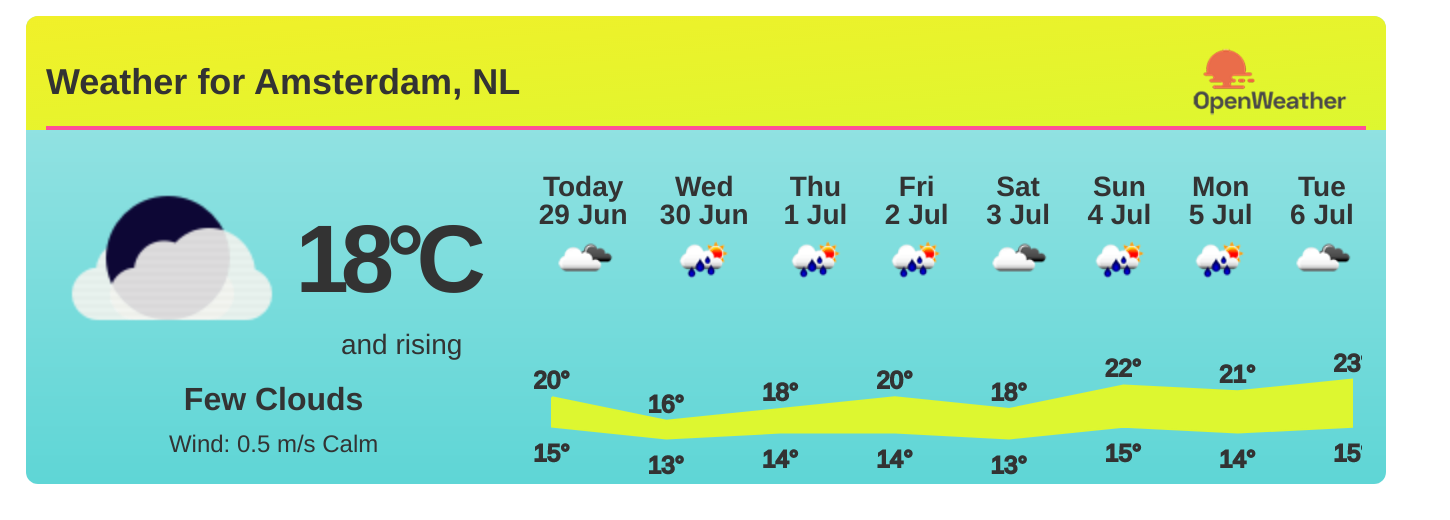 Weather for Amsterdam, NL
OpenWeather
18°C
and rising
Few Clouds
Wind: 0.5 m/s Calm
Today Wed Thu Fri Sat Sun Mon Tue
29 Jun 30 Jun 1 Jul 2 Jul 3 Jul 4 Jul 5 Jul 6 Jul
20° 16° 18° 20° 18° 22° 21° 23°
15° 13° 14° 14° 13° 15° 14° 15°